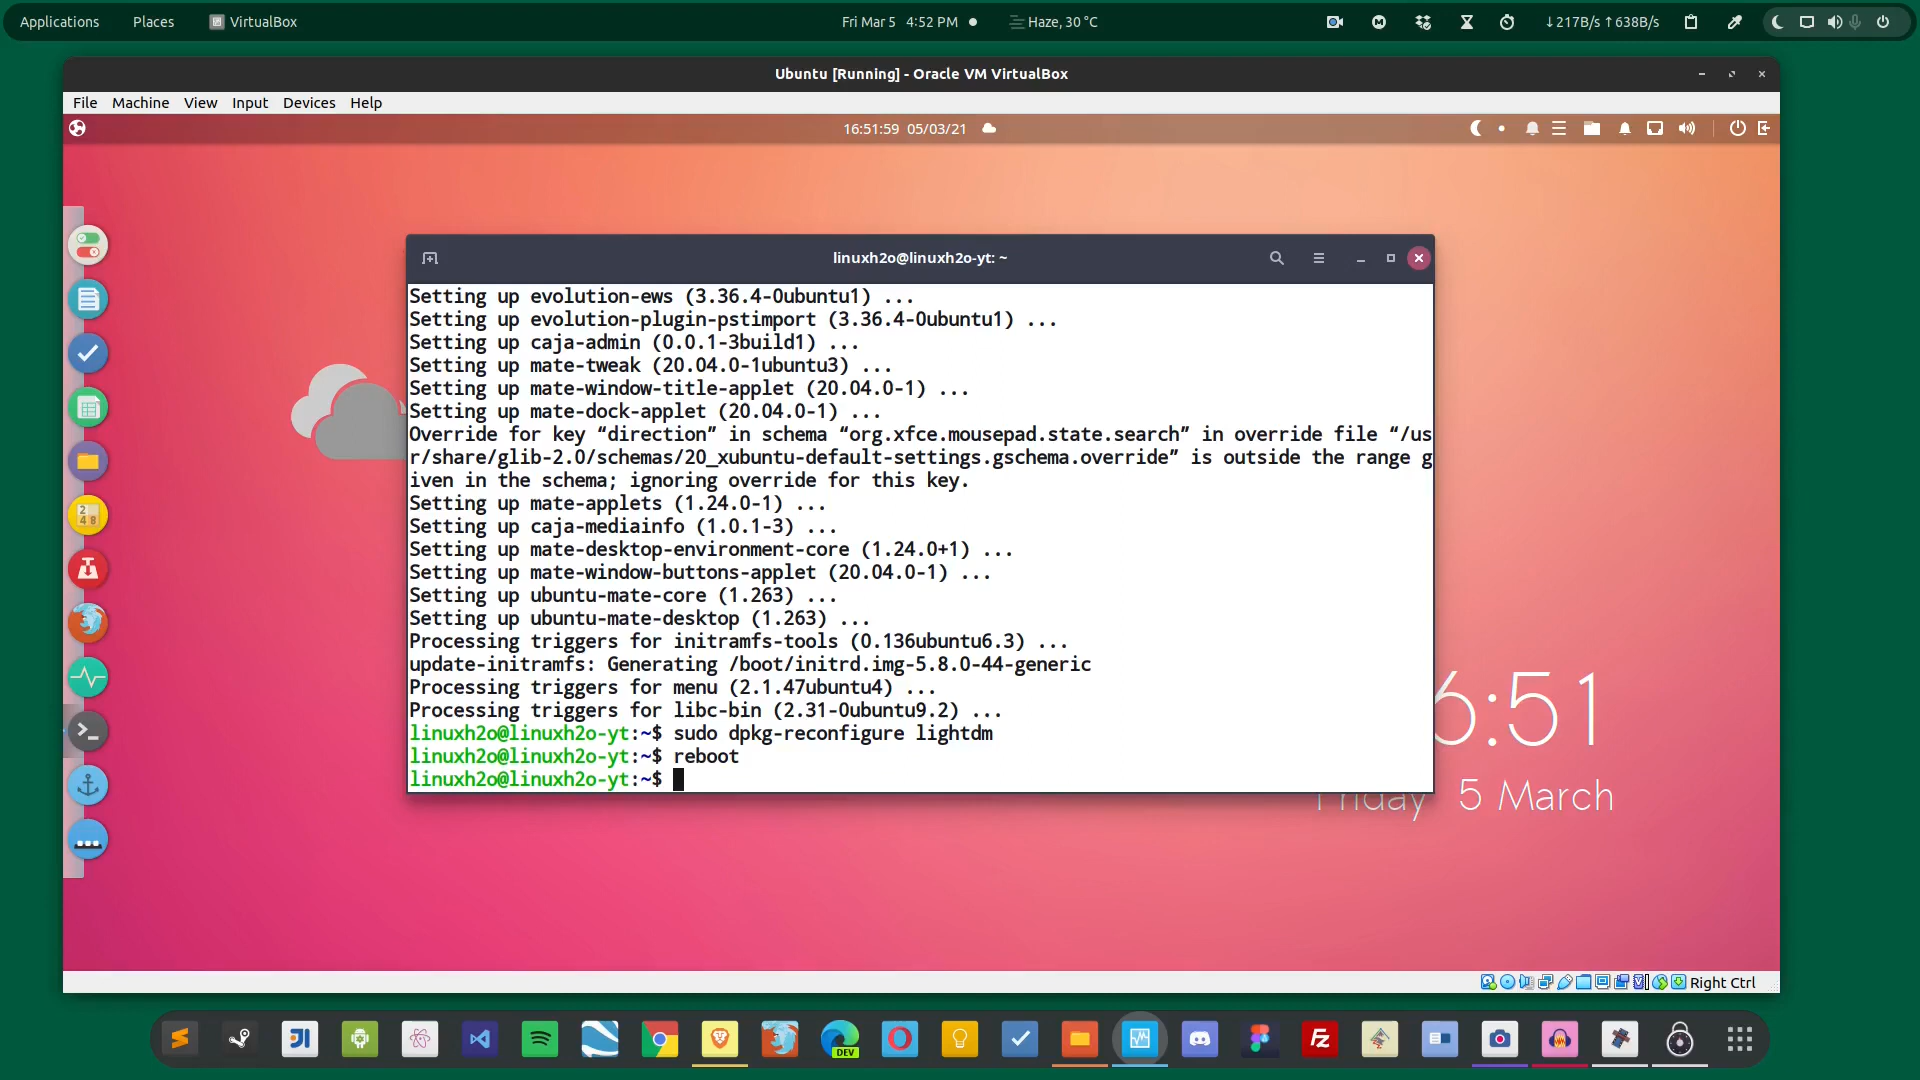 Applications Places VirtualBox Fri Mar 5 4:52 PM Haze, 30 °C ↓217B/s ↑638B/s
Ubuntu [Running] - Oracle VM VirtualBox
File Machine View Input Devices Help
16:51:59 05/03/21
linuxh2o@linuxh2o-yt: ~
Setting up evolution-ews (3.36.4-0ubuntu1) ...
Setting up evolution-plugin-pstimport (3.36.4-0ubuntu1) ...
Setting up caja-admin (0.0.1-3build1) ...
Setting up mate-tweak (20.04.0-1ubuntu3) ...
Setting up mate-window-title-applet (20.04.0-1) ...
Setting up mate-dock-applet (20.04.0-1) ...
Override for key “direction” in schema “org.xfce.mousepad.state.search” in override file “/us
r/share/glib-2.0/schemas/20_xubuntu-default-settings.gschema.override” is outside the range g
iven in the schema; ignoring override for this key.
Setting up mate-applets (1.24.0-1) ...
Setting up caja-mediainfo (1.0.1-3) ...
Setting up mate-desktop-environment-core (1.24.0+1) ...
Setting up mate-window-buttons-applet (20.04.0-1) ...
Setting up ubuntu-mate-core (1.263) ...
Setting up ubuntu-mate-desktop (1.263) ...
Processing triggers for initramfs-tools (0.136ubuntu6.3) ...
update-initramfs: Generating /boot/initrd.img-5.8.0-44-generic
Processing triggers for menu (2.1.47ubuntu4) ...
Processing triggers for libc-bin (2.31-0ubuntu9.2) ...
linuxh2o@linuxh2o-yt:~$ sudo dpkg-reconfigure lightdm
linuxh2o@linuxh2o-yt:~$ reboot
linuxh2o@linuxh2o-yt:~$
6:51
Friday 5 March
Right Ctrl
2
4 8
DEV